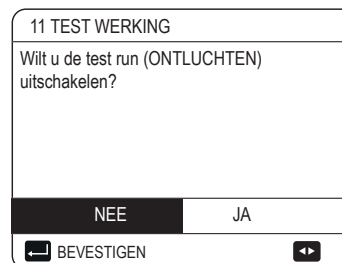 11 TEST WERKING
Wilt u de test run (ONTLUCHTEN)
uitschakelen?
NEE JA
BEVESTIGEN